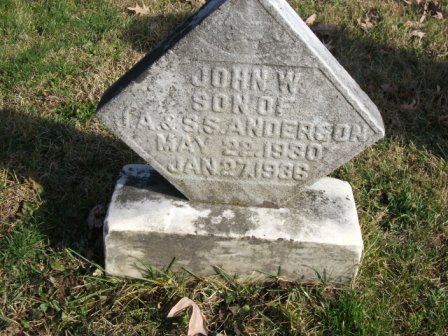 JOHN W.
SON OF
A. & S. S. ANDERSON
MAY 22, 1930
JAN 27, 1936